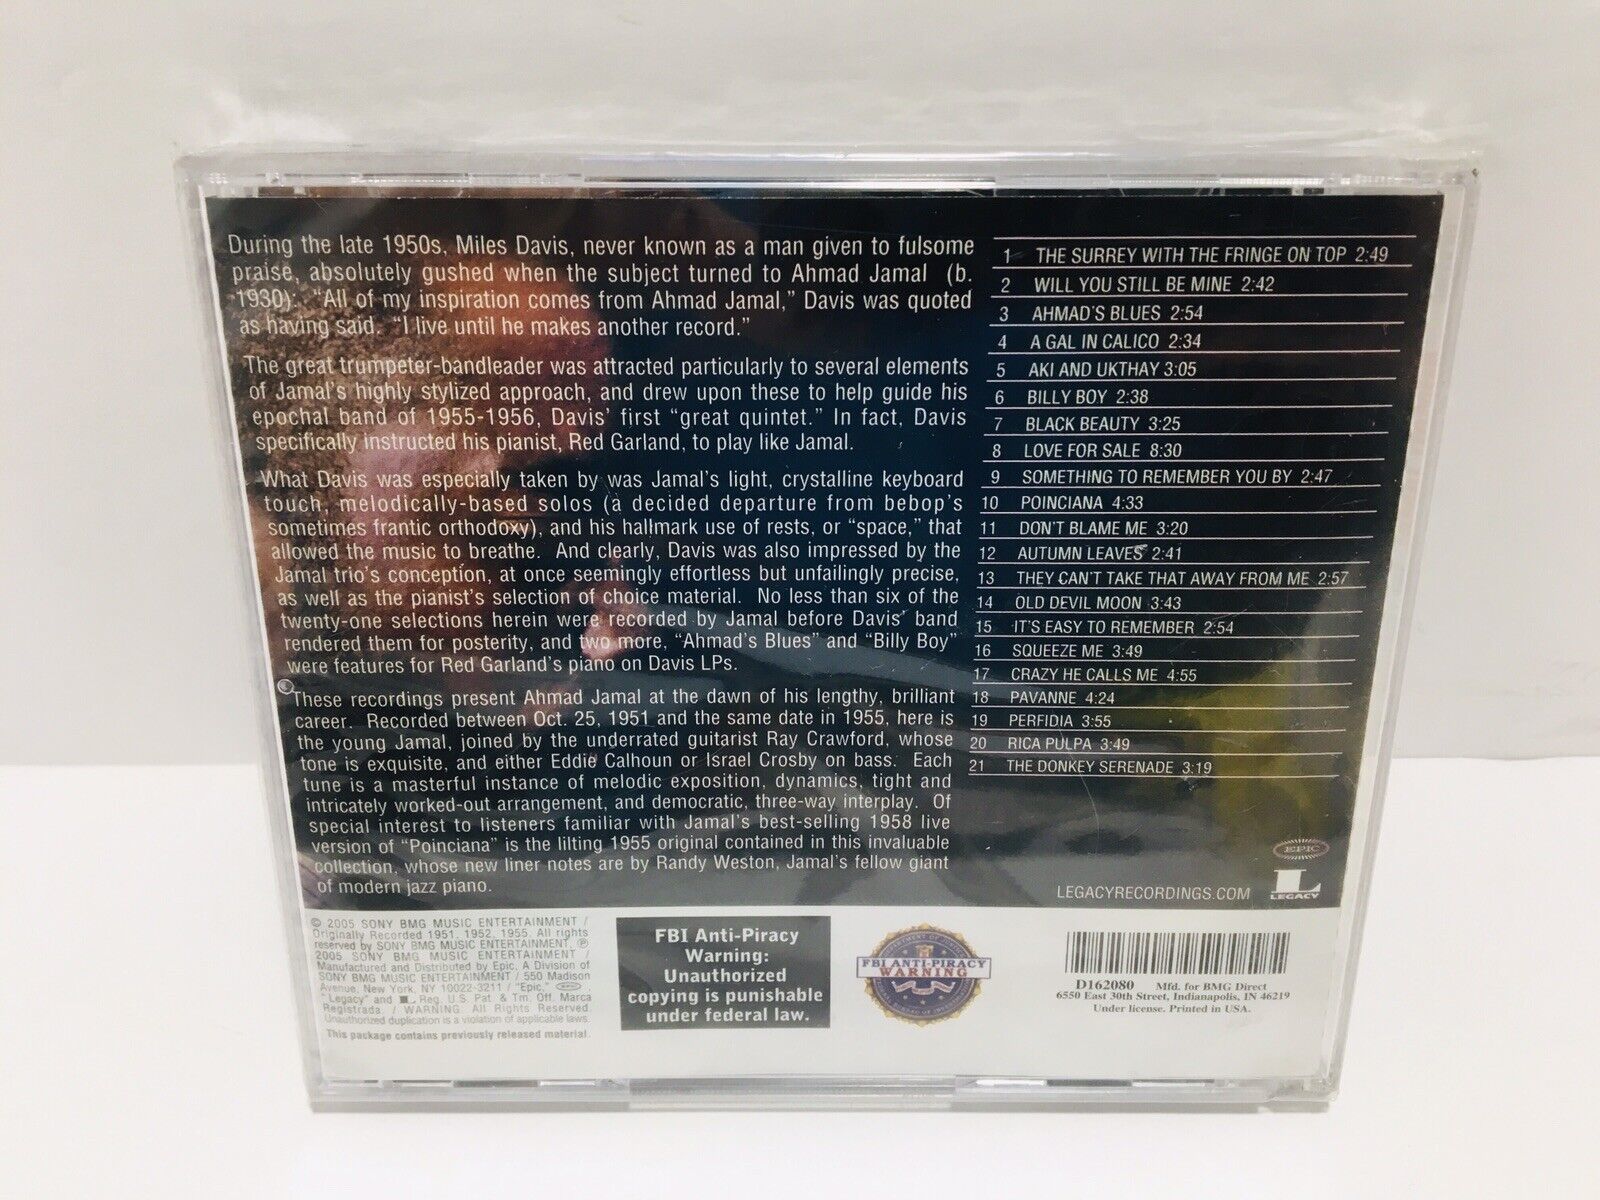 During the late 1950s, Miles Davis, never known as a man given to fulsome
praise, absolutely gushed when the subject turned to Ahmad Jamal (b.
1930): "All of my inspiration comes from Ahmad Jamal," Davis was quoted
as having said. "I live until he makes another record."
The great trumpeter-bandleader was attracted particularly to several elements
of Jamal's highly stylized approach, and drew upon these to help guide his
epochal band of 1955-1956, Davis' first "great quintet." In fact, Davis
specifically instructed his pianist, Red Garland, to play like Jamal.
What Davis was especially taken by was Jamal's light, crystalline keyboard
touch, melodically-based solos (a decided departure from bebop's
sometimes frantic orthodoxy), and his hallmark use of rests, or "space," that
allowed the music to breathe. And clearly, Davis was also impressed by the
Jamal trio's conception, at once seemingly effortless but unfailingly precise,
as well as the pianist's selection of choice material. No less than six of the
twenty-one selections herein were recorded by Jamal before Davis' band
rendered them for posterity, and two more, "Ahmad's Blues" and "Billy Boy"
were features for Red Garland's piano on Davis LPs.
These recordings present Ahmad Jamal at the dawn of his lengthy, brilliant
career. Recorded between Oct. 25, 1951 and the same date in 1955, here is
the young Jamal, joined by the underrated guitarist Ray Crawford, whose
tone is exquisite, and either Eddie Calhoun or Israel Crosby on bass. Each
tune is a masterful instance of melodic exposition, dynamics, tight and
intricately worked-out arrangement, and democratic, three-way interplay. Of
special interest to listeners familiar with Jamal's best-selling 1958 live
version of "Poinciana" is the lilting 1955 original contained in this invaluable
collection, whose new liner notes are by Randy Weston, Jamal's fellow giant
of modern jazz piano.
1 THE SURREY WITH THE FRINGE ON TOP 2:49
2 WILL YOU STILL BE MINE 2:42
3 AHMAD'S BLUES 2:54
4 A GAL IN CALICO 2:34
5 AKI AND UKTHAY 3:05
6 BILLY BOY 2:38
7 BLACK BEAUTY 3:25
8 LOVE FOR SALE 8:30
9 SOMETHING TO REMEMBER YOU BY 2:47
10 POINCIANA 4:33
11 DON'T BLAME ME 3:20
12 AUTUMN LEAVES 2:41
13 THEY CAN'T TAKE THAT AWAY FROM ME 2:57
14 OLD DEVIL MOON 3:43
15 IT'S EASY TO REMEMBER 2:54
16 SQUEEZE ME 3:49
17 CRAZY HE CALLS ME 4:55
18 PAVANNE 4:24
19 PERFIDIA 3:55
20 RICA PULPA 3:49
21 THE DONKEY SERENADE 3:19
EPIC
LEGACYRECORDINGS.COM
L
LEGACY
© 2005 SONY BMG MUSIC ENTERTAINMENT /
Originally Recorded 1951, 1952, 1955. All rights
reserved by SONY BMG MUSIC ENTERTAINMENT, ℗
2005 SONY BMG MUSIC ENTERTAINMENT /
Manufactured and Distributed by Epic, A Division of
SONY BMG MUSIC ENTERTAINMENT / 550 Madison
Avenue, New York, NY 10022-3211 / "Epic,"
"Legacy" and L Reg. U.S. Pat. & Tm. Off. Marca
Registrada. / WARNING: All Rights Reserved.
Unauthorized duplication is a violation of applicable laws.
This package contains previously released material.
FBI Anti-Piracy
Warning:
Unauthorized
copying is punishable
under federal law.
FBI ANTI-PIRACY
WARNING
D162080 Mfd. for BMG Direct
6550 East 30th Street, Indianapolis, IN 46219
Under license. Printed in USA.